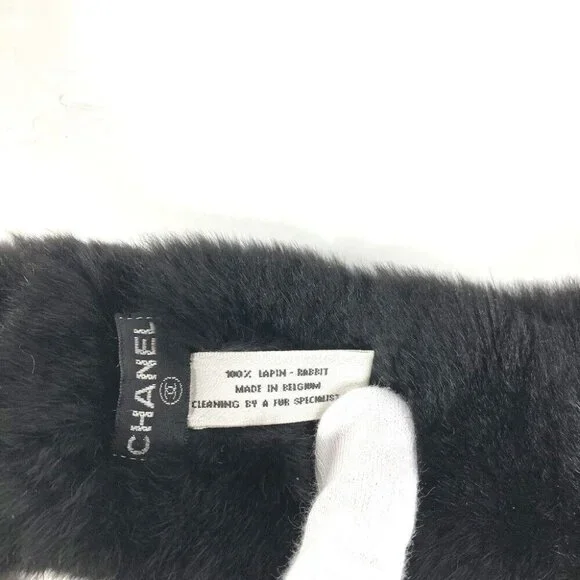 CHANEL
100% LAPIN - RABBIT
MADE IN BELGIUM
CLEANING BY A FUR SPECIALIST